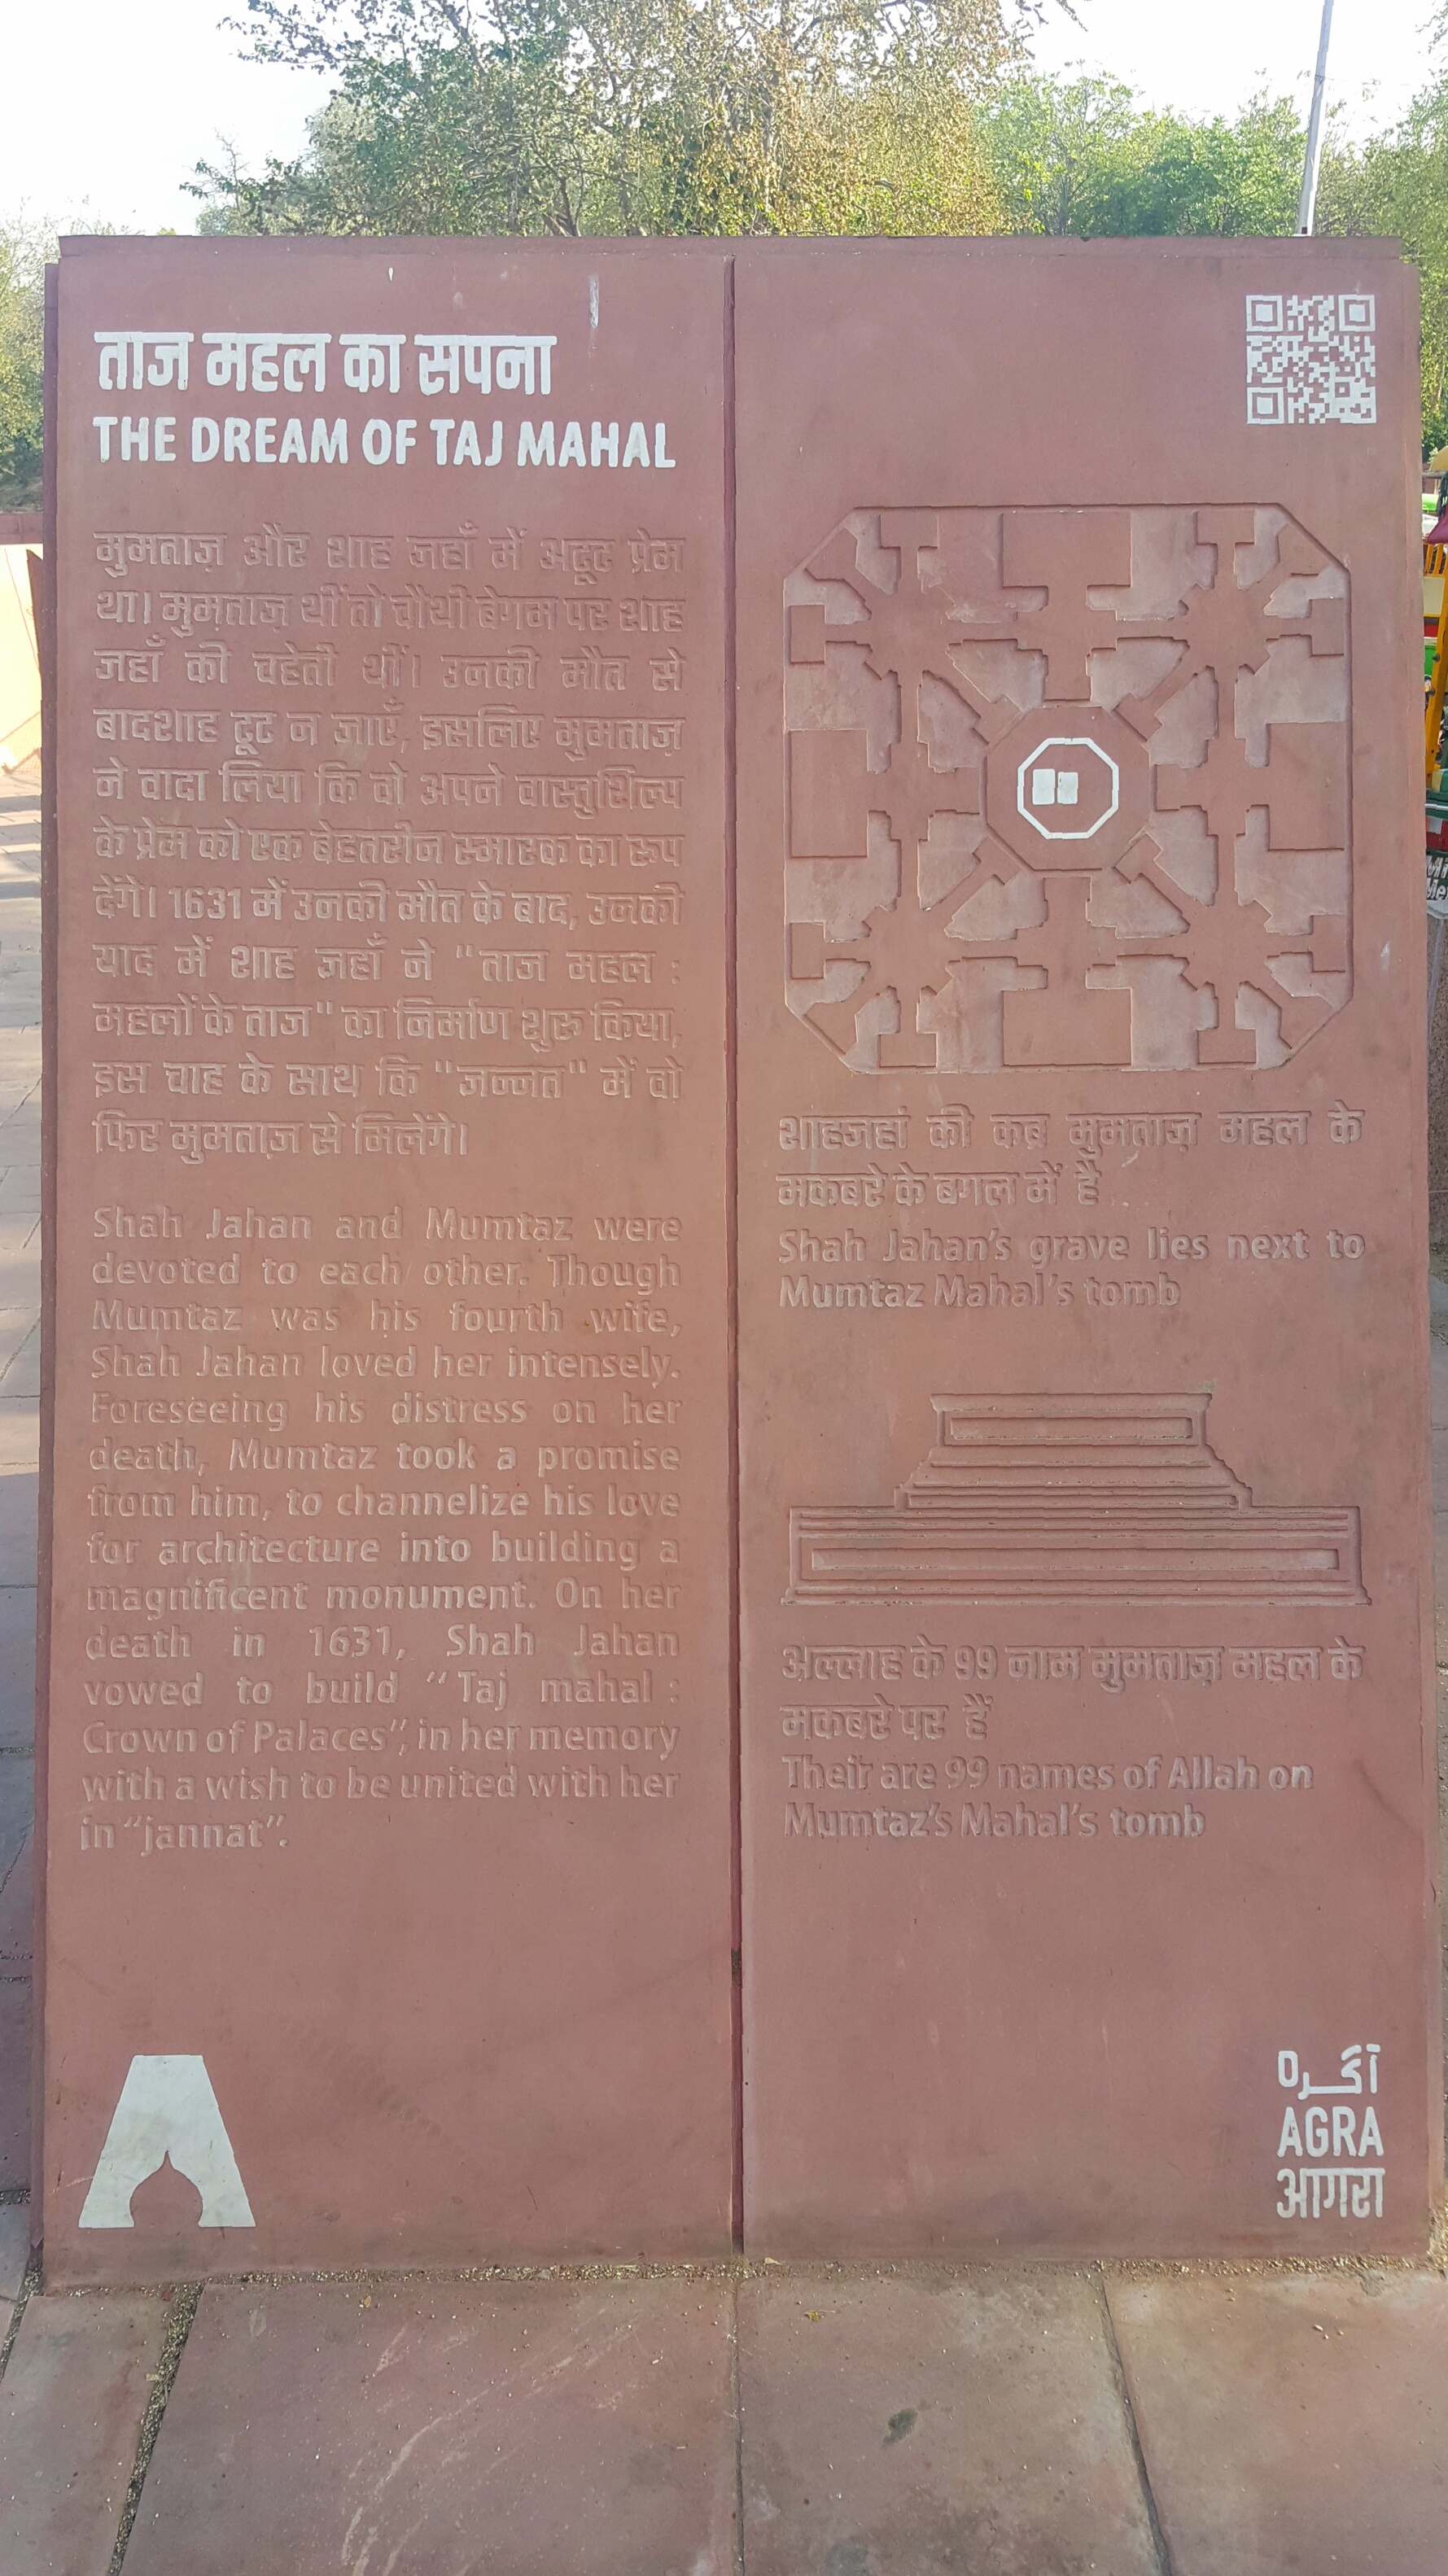 ताज महल का सपना
THE DREAM OF TAJ MAHAL
मुमताज़ और शाह जहाँ में अटूट प्रेम
था। मुमताज़ थीं तो चौथी बेगम पर शाह
जहाँ की चहेती थीं। उनकी मौत से
बादशाह टूट न जाएँ, इसलिए मुमताज़
ने वादा लिया कि वो अपने वास्तुशिल्प
के प्रेम को एक बेहतरीन स्मारक का रूप
देंगे। 1631 में उनकी मौत के बाद, उनकी
याद में शाह जहाँ ने "ताज महल :
महलों के ताज" का निर्माण शुरू किया,
इस चाह के साथ कि "जन्नत" में वो
फिर मुमताज़ से मिलेंगे।
Shah Jahan and Mumtaz were
devoted to each other. Though
Mumtaz was his fourth wife,
Shah Jahan loved her intensely.
Foreseeing his distress on her
death, Mumtaz took a promise
from him, to channelize his love
for architecture into building a
magnificent monument. On her
death in 1631, Shah Jahan
vowed to build "Taj mahal :
Crown of Palaces", in her memory
with a wish to be united with her
in "jannat".
शाहजहां की कब्र मुमताज़ महल के
मकबरे के बगल में है
Shah Jahan's grave lies next to
Mumtaz Mahal's tomb
अल्लाह के 99 नाम मुमताज़ महल के
मकबरे पर हैं
Their are 99 names of Allah on
Mumtaz's Mahal's tomb
آگرہ
AGRA
आगरा